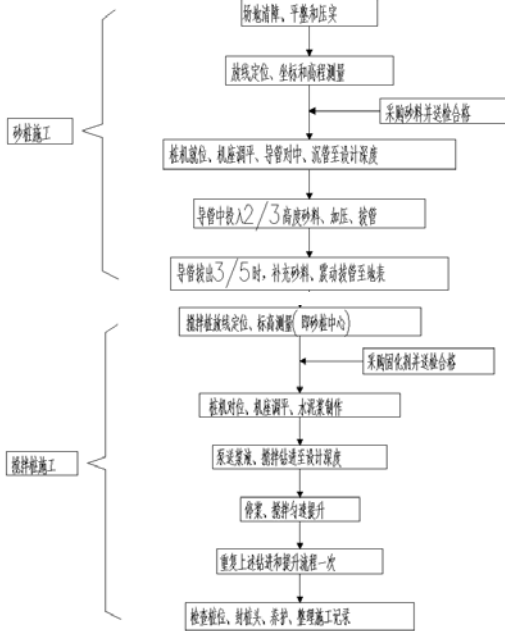 场地清障、平整和压实
放线定位、坐标和高程测量
采购砂料并送检合格
砂桩施工
桩机就位、机座调平、导管对中、沉管至设计深度
导管中投入2/3高度砂料、加压、拔管
导管拔出3/5时，补充砂料、震动拔管至地表
搅拌桩放线定位、标高测量(即砂桩中心)
采购固化剂并送检合格
桩机对位、机座调平、水泥浆制作
泵送浆液、搅拌钻进至设计深度
搅拌桩施工
停浆、搅拌匀速提升
重复上述钻进和提升流程一次
检查桩位、封桩头、养护、整理施工记录